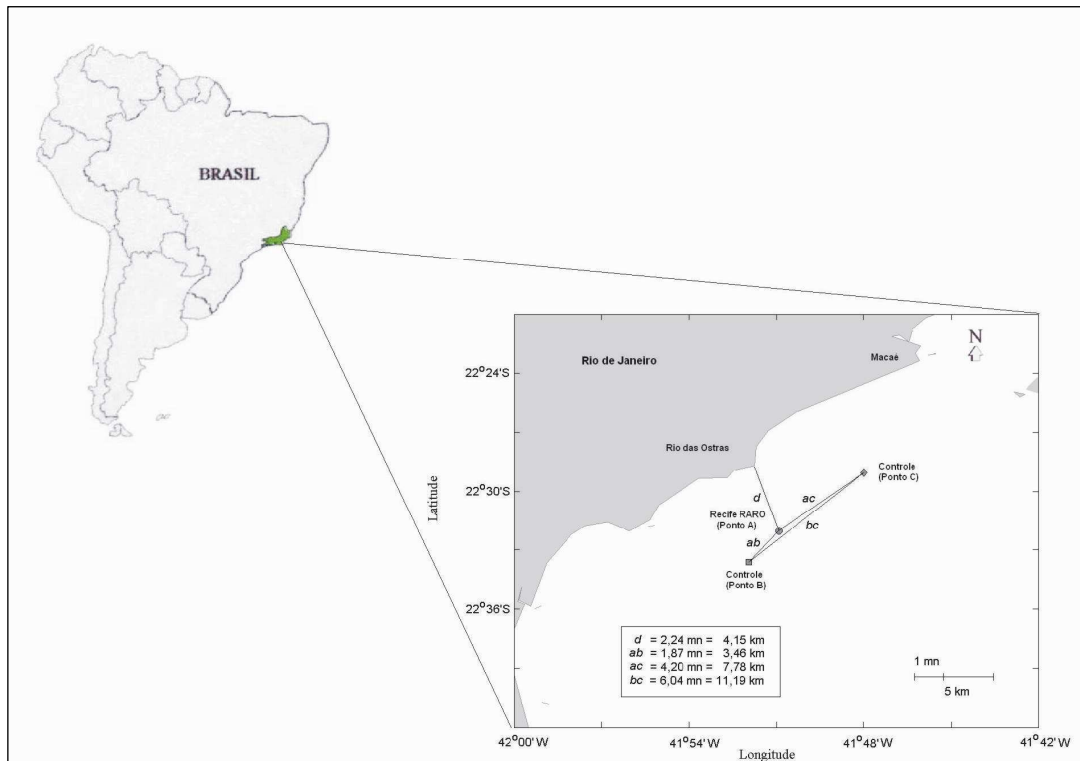 BRASIL
N
Rio de Janeiro
Macaé
22°24'S
Rio das Ostras
Controle
(Ponto C)
22°30'S
d
ac
Recife RARO
(Ponto A)
bc
ab
Controle
(Ponto B)
Latitude
22°36'S
d = 2,24 mn = 4,15 km
ab = 1,87 mn = 3,46 km
ac = 4,20 mn = 7,78 km
bc = 6,04 mn = 11,19 km
1 mn
5 km
42°00'W
41°54'W
41°48'W
41°42'W
Longitude